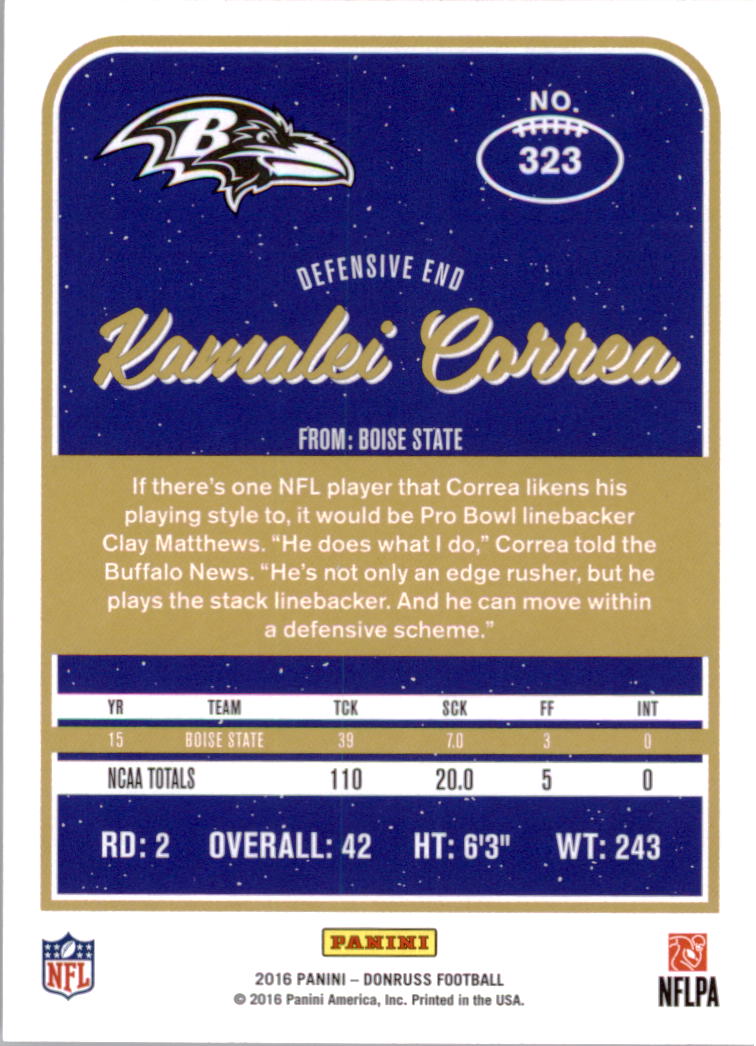 B
NO.
323
DEFENSIVE END
Kamalei Correa
FROM: BOISE STATE
If there's one NFL player that Correa likens his
playing style to, it would be Pro Bowl linebacker
Clay Matthews. “He does what I do,” Correa told the
Buffalo News. “He's not only an edge rusher, but he
plays the stack linebacker. And he can move within
a defensive scheme.”
YR TEAM TCK SCK FF INT
15 BOISE STATE 39 7.0 3 0
NCAA TOTALS 110 20.0 5 0
RD: 2 OVERALL: 42 HT: 6'3" WT: 243
NFL
PANINI
2016 PANINI – DONRUSS FOOTBALL
© 2016 Panini America, Inc. Printed in the USA.
NFLPA